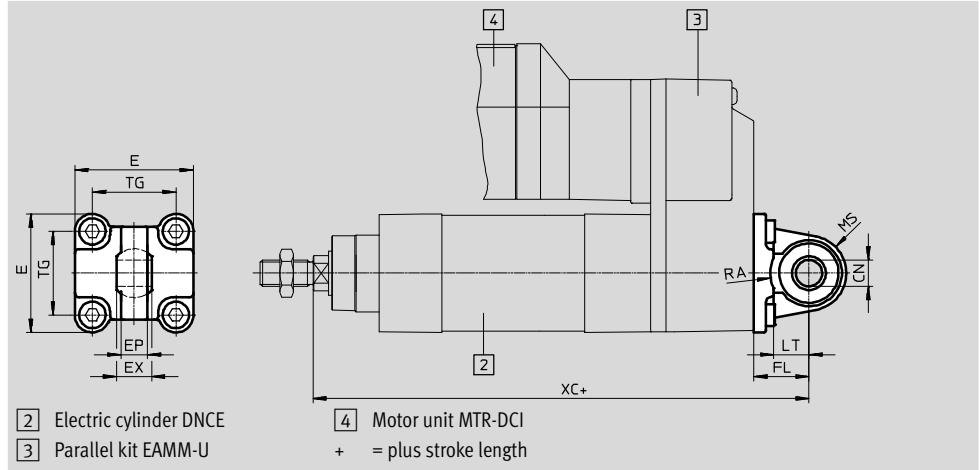 4
3
E
TG
E
TG
EP
EX
MS
CN
RA
LT
FL
XC+
2
2 Electric cylinder DNCE
3 Parallel kit EAMM-U
4 Motor unit MTR-DCI
+ = plus stroke length